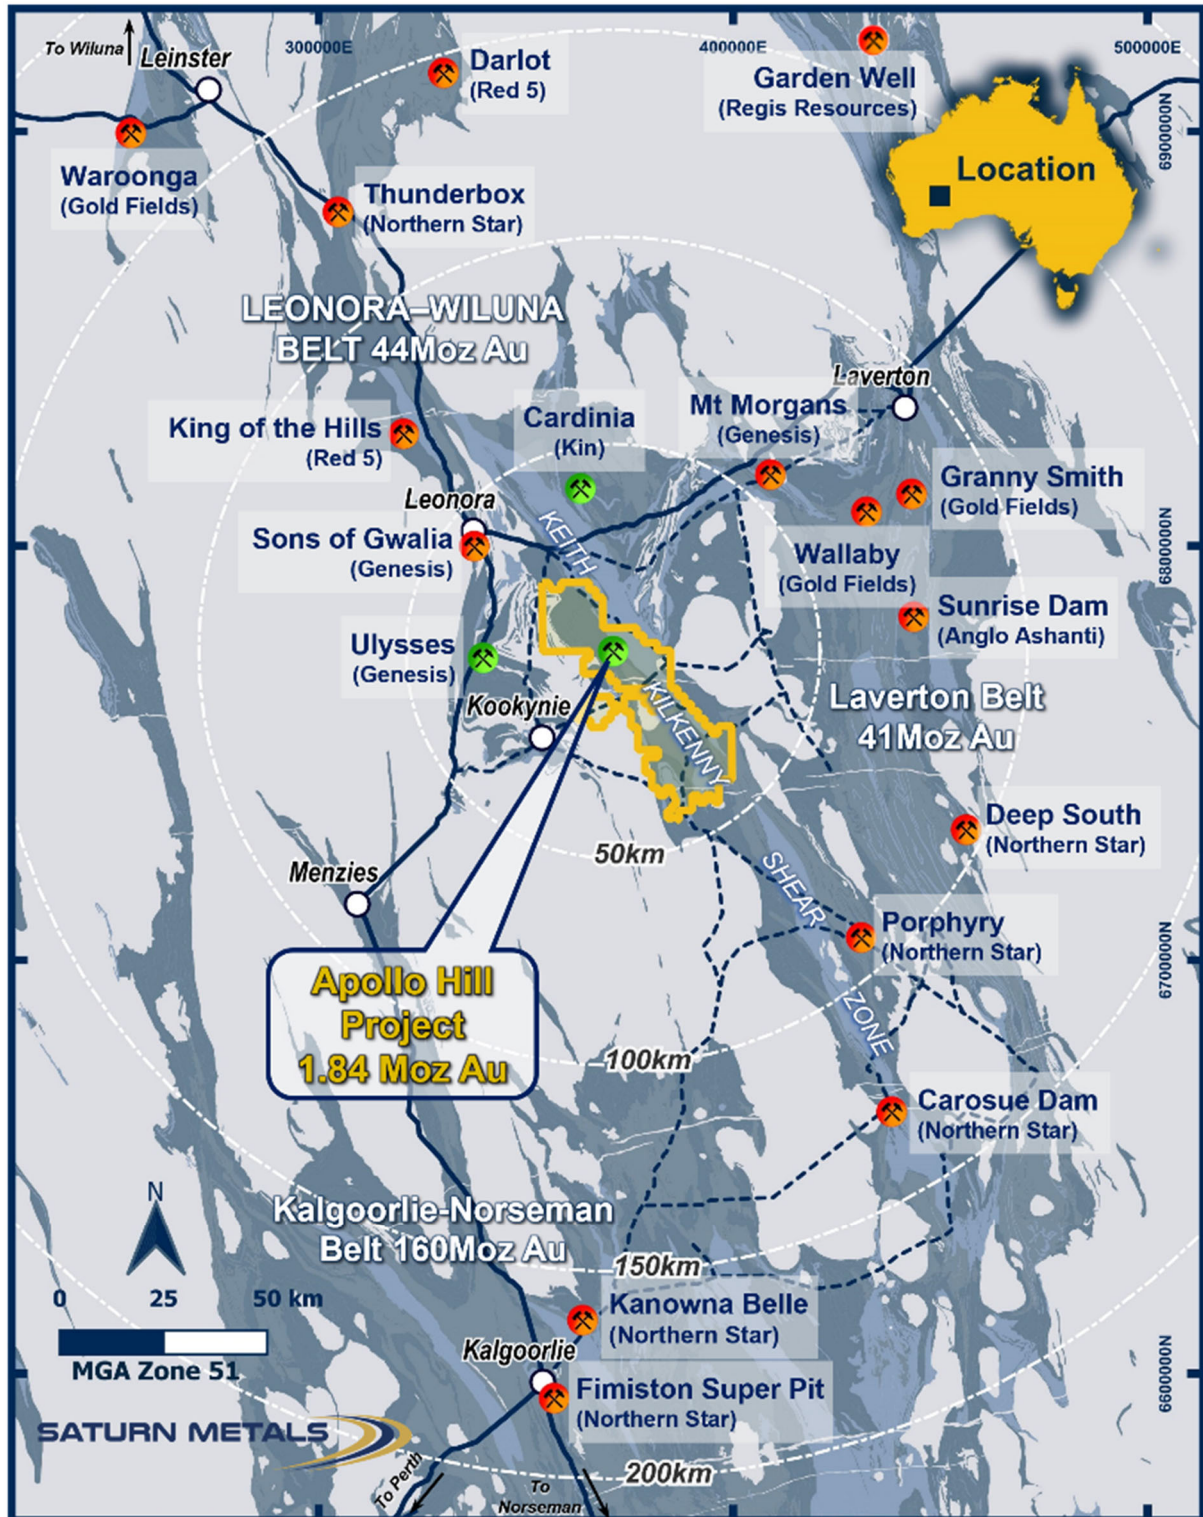 To Wiluna
Leinster
300000E
400000E
500000E
Darlot
(Red 5)
Garden Well
(Regis Resources)
6900000N
Location
Waroonga
(Gold Fields)
Thunderbox
(Northern Star)
LEONORA–WILUNA
BELT 44Moz Au
Laverton
King of the Hills
(Red 5)
Cardinia
(Kin)
Mt Morgans
(Genesis)
Granny Smith
(Gold Fields)
Leonora
Sons of Gwalia
(Genesis)
Wallaby
(Gold Fields)
6800000N
Sunrise Dam
(Anglo Ashanti)
Ulysses
(Genesis)
Kookynie
KEITH
KILKENNY
SHEAR
ZONE
Laverton Belt
41Moz Au
Deep South
(Northern Star)
50km
Menzies
Porphyry
(Northern Star)
6700000N
Apollo Hill
Project
1.84 Moz Au
100km
Carosue Dam
(Northern Star)
N
Kalgoorlie-Norseman
Belt 160Moz Au
150km
0 25 50 km
MGA Zone 51
Kanowna Belle
(Northern Star)
Kalgoorlie
Fimiston Super Pit
(Northern Star)
6600000N
SATURN METALS
200km
To Perth
To
Norseman